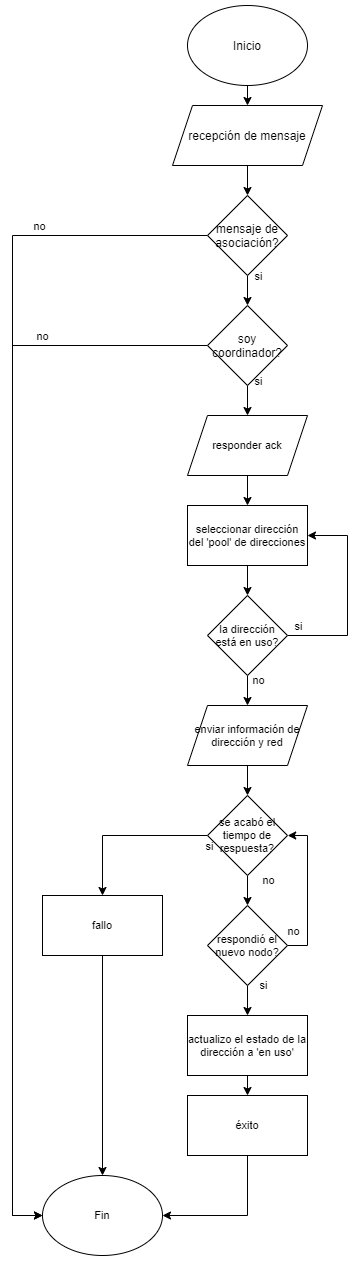 Inicio
recepción de mensaje
no
mensaje de
asociación?
si
no
soy
coordinador?
si
responder ack
seleccionar dirección
del 'pool' de direcciones
la dirección
está en uso?
si
no
enviar información de
dirección y red
se acabó el
tiempo de
respuesta?
si
no
fallo
respondió el
nuevo nodo?
no
si
actualizo el estado de la
dirección a 'en uso'
éxito
Fin